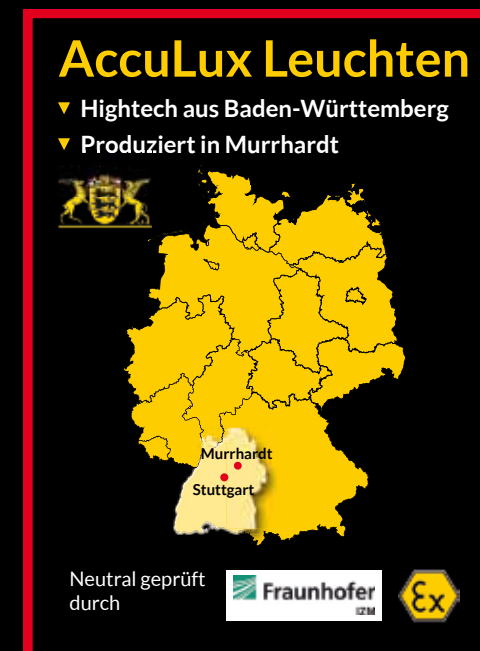 AccuLux Leuchten
Hightech aus Baden-Württemberg
Produziert in Murrhardt
Murrhardt
Stuttgart
Neutral geprüft
durch
Fraunhofer
IZM
Ex